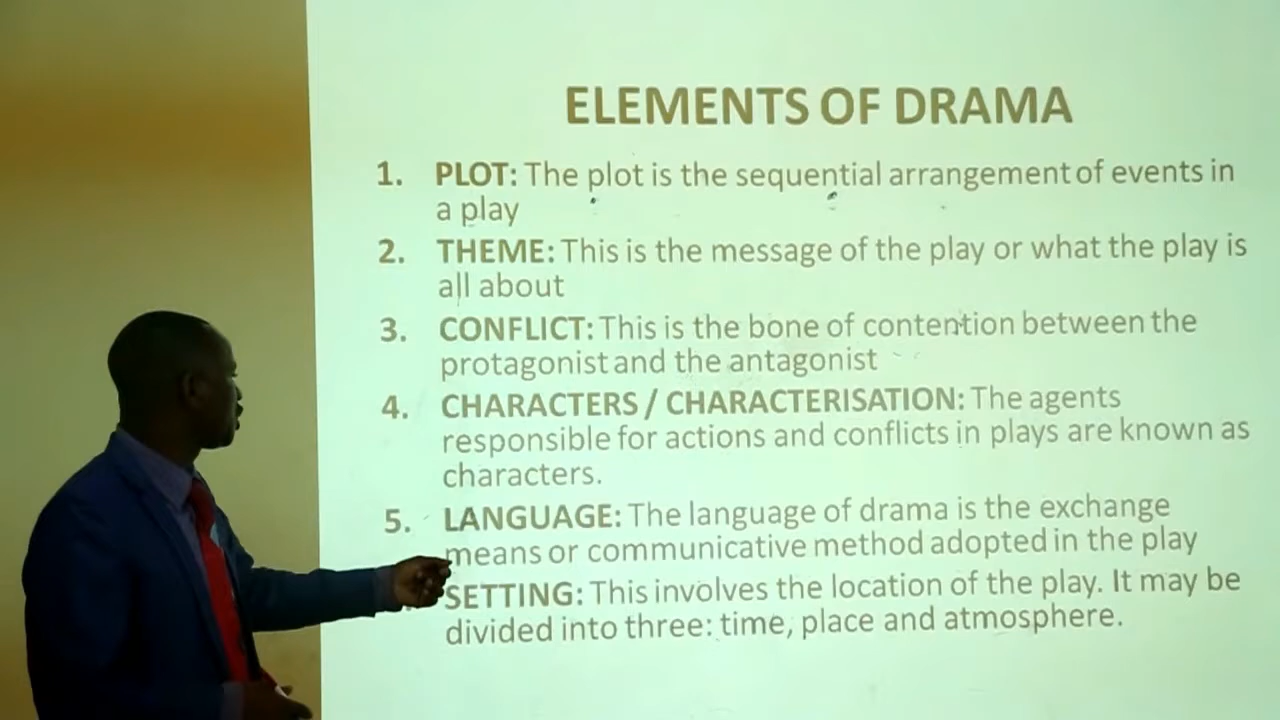 ELEMENTS OF DRAMA
1. PLOT: The plot is the sequential arrangement of events in
a play
2. THEME: This is the message of the play or what the play is
all about
3. CONFLICT: This is the bone of contention between the
protagonist and the antagonist
4. CHARACTERS / CHARACTERISATION: The agents
responsible for actions and conflicts in plays are known as
characters.
5. LANGUAGE: The language of drama is the exchange
means or communicative method adopted in the play
SETTING: This involves the location of the play. It may be
divided into three: time, place and atmosphere.